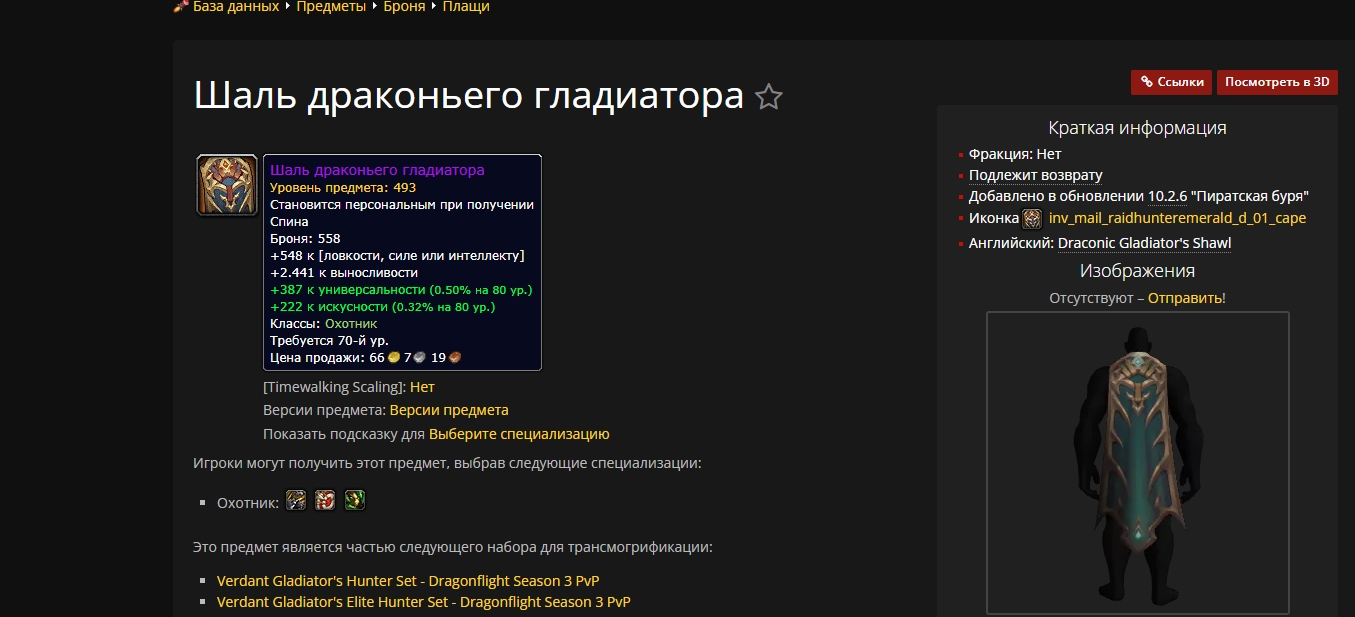 База данных Предметы Броня Плащи
Шаль драконьего гладиатора
Ссылки
Посмотреть в 3D
Шаль драконьего гладиатора
Уровень предмета: 493
Становится персональным при получении
Спина
Броня: 558
+548 к [ловкости, силе или интеллекту]
+2.441 к выносливости
+387 к универсальности (0.50% на 80 ур.)
+222 к искусности (0.32% на 80 ур.)
Классы: Охотник
Требуется 70-й ур.
Цена продажи: 66 7 19
[Timewalking Scaling]: Нет
Версии предмета: Версии предмета
Показать подсказку для Выберите специализацию
Игроки могут получить этот предмет, выбрав следующие специализации:
Охотник:
Это предмет является частью следующего набора для трансмогрификации:
Verdant Gladiator's Hunter Set - Dragonflight Season 3 PvP
Verdant Gladiator's Elite Hunter Set - Dragonflight Season 3 PvP
Краткая информация
Фракция: Нет
Подлежит возврату
Добавлено в обновлении 10.2.6 "Пиратская буря"
Иконка inv_mail_raidhunteremerald_d_01_cape
Английский: Draconic Gladiator's Shawl
Изображения
Отсутствуют – Отправить!